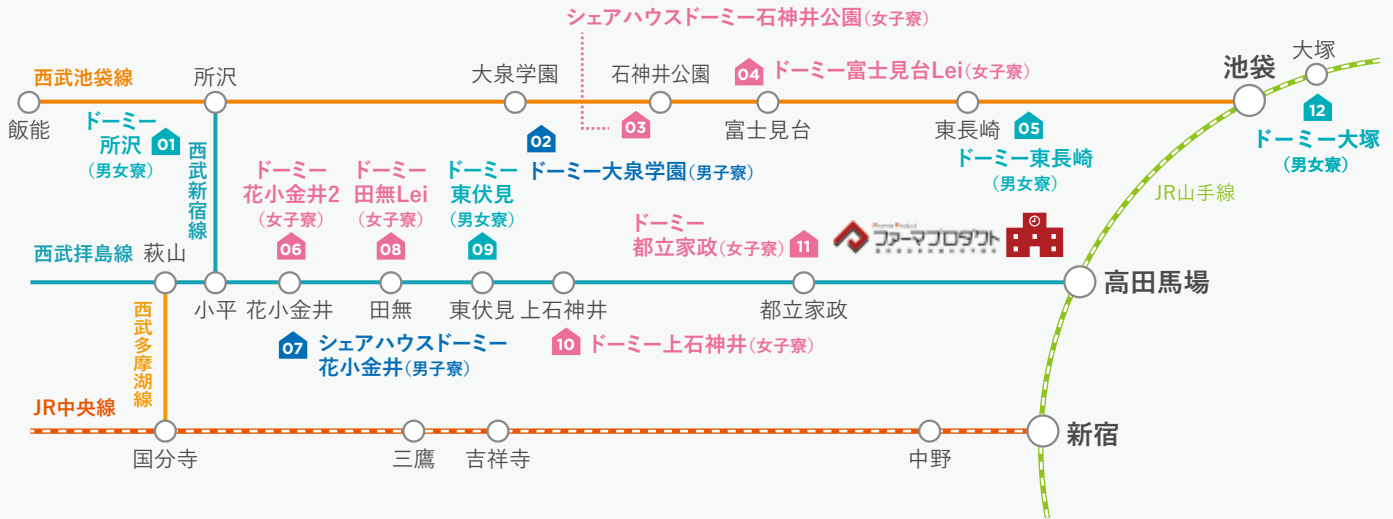 シェアハウスドーミー石神井公園(女子寮)
西武池袋線
所沢
大泉学園
石神井公園
04 ドーミー富士見台Lei(女子寮)
池袋
大塚
飯能
ドーミー
所沢
(男女寮)
01
西武新宿線
02
ドーミー大泉学園(男子寮)
03
富士見台
東長崎
05
ドーミー東長崎
(男女寮)
12
ドーミー大塚
(男女寮)
JR山手線
ドーミー
花小金井2
(女子寮)
06
ドーミー
田無Lei
(女子寮)
08
ドーミー
東伏見
(男女寮)
09
ドーミー
都立家政(女子寮)
11
ファーマプロダクト
西武拝島線
萩山
小平
花小金井
田無
東伏見
上石神井
都立家政
高田馬場
西武多摩湖線
07 シェアハウスドーミー
花小金井(男子寮)
10 ドーミー上石神井(女子寮)
JR中央線
国分寺
三鷹
吉祥寺
中野
新宿